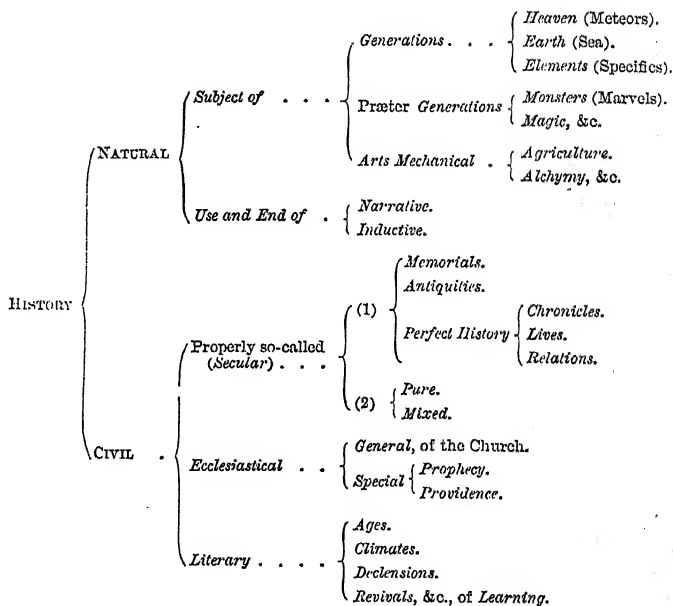 Heaven (Meteors).
Generations . . .
Earth (Sea).
Elements (Specifics).
Subject of . . . .
Præter Generations
Monsters (Marvels).
Magic, &c.
NATURAL
Arts Mechanical .
Agriculture.
Alchymy, &c.
Use and End of .
Narrative.
Inductive.
Memorials.
Antiquities.
HISTORY
(1)
Chronicles.
Perfect History
Lives.
Properly so-called
(Secular) . . .
Relations.
(2)
Pure.
Mixed.
General, of the Church.
CIVIL .
Ecclesiastical . .
Special
Prophecy.
Providence.
Ages.
Climates.
Literary . . . .
Declensions.
Revivals, &c., of Learning.